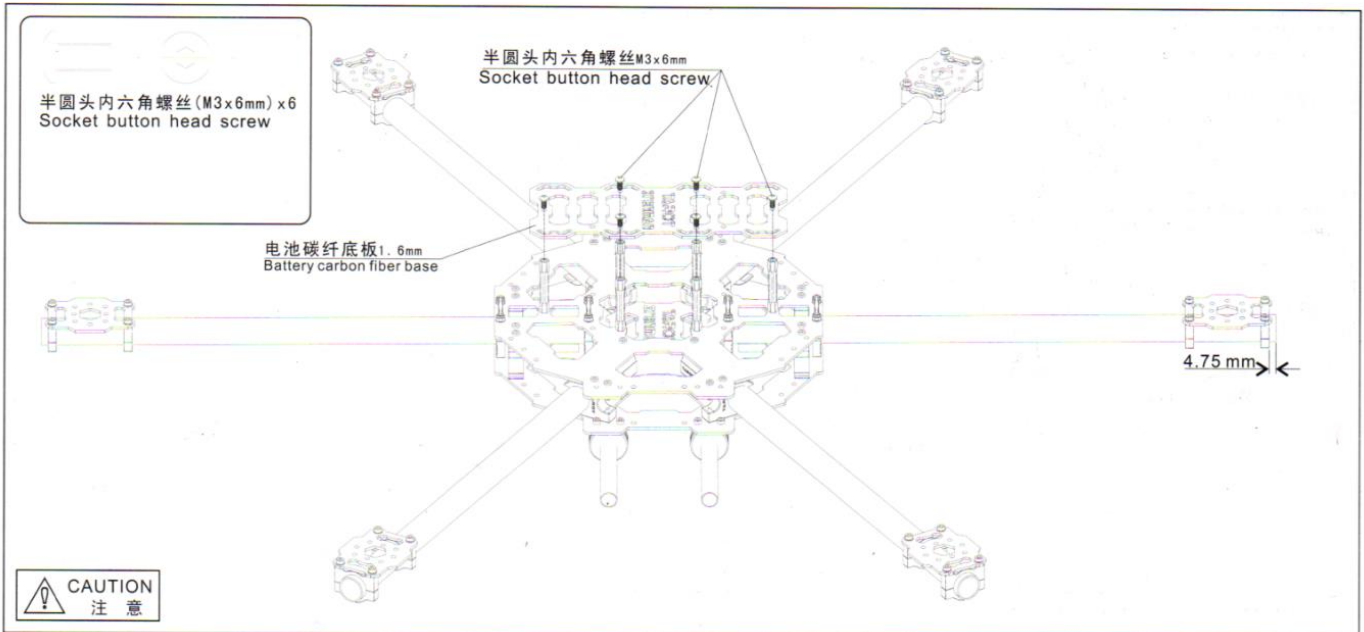 半圆头内六角螺丝(M3x6mm)x6
Socket button head screw
半圆头内六角螺丝M3x6mm
Socket button head screw
电池碳纤底板1.6mm
Battery carbon fiber base
4.75mm
CAUTION
注 意